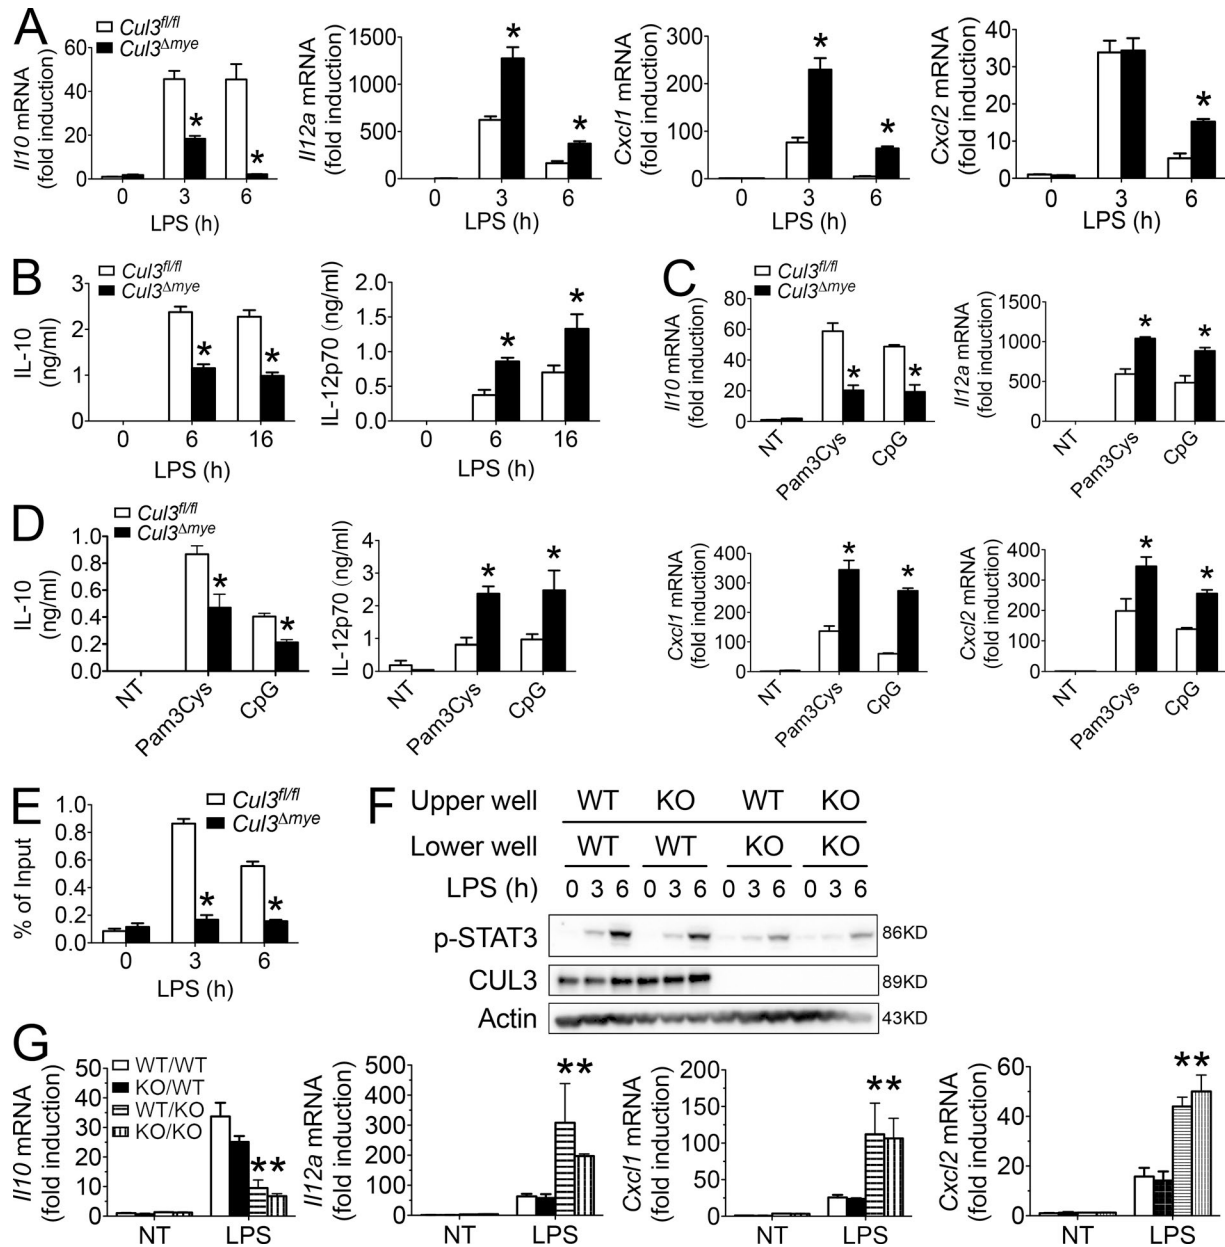 A
Cul3fl/fl
Cul3Δmye
Il10 mRNA
(fold induction)
60
40
20
0
0
3
6
LPS (h)
*
*
Il12a mRNA
(fold induction)
1500
1000
500
0
0
3
6
LPS (h)
*
*
Cxcl1 mRNA
(fold induction)
300
200
100
0
0
3
6
LPS (h)
*
*
Cxcl2 mRNA
(fold induction)
40
30
20
10
0
0
3
6
LPS (h)
*
B
Cul3fl/fl
Cul3Δmye
IL-10
(ng/ml)
3
2
1
0
0
6
16
LPS (h)
*
*
IL-12p70 (ng/ml)
2.0
1.5
1.0
0.5
0.0
0
6
16
LPS (h)
*
*
C
Cul3fl/fl
Cul3Δmye
Il10 mRNA
(fold induction)
80
60
40
20
0
NT
Pam3Cys
CpG
*
*
Il12a mRNA
(fold induction)
1500
1000
500
0
NT
Pam3Cys
CpG
*
*
D
Cul3fl/fl
Cul3Δmye
IL-10
(ng/ml)
1.0
0.8
0.6
0.4
0.2
0.0
NT
Pam3Cys
CpG
*
*
IL-12p70 (ng/ml)
4
3
2
1
0
NT
Pam3Cys
CpG
*
*
Cxcl1 mRNA
(fold induction)
400
300
200
100
0
NT
Pam3Cys
CpG
*
*
Cxcl2 mRNA
(fold induction)
400
300
200
100
0
NT
Pam3Cys
CpG
*
*
E
Cul3fl/fl
Cul3Δmye
% of Input
1.0
0.8
0.6
0.4
0.2
0.0
0
3
6
LPS (h)
*
*
F
Upper well WT KO WT KO
Lower well WT WT KO KO
LPS (h) 0 3 6 0 3 6 0 3 6 0 3 6
p-STAT3 86KD
CUL3 89KD
Actin 43KD
G
WT/WT
KO/WT
WT/KO
KO/KO
Il10 mRNA
(fold induction)
50
40
30
20
10
0
NT
LPS
**
Il12a mRNA
(fold induction)
500
400
300
200
100
0
NT
LPS
**
Cxcl1 mRNA
(fold induction)
200
150
100
50
0
NT
LPS
**
Cxcl2 mRNA
(fold induction)
60
40
20
0
NT
LPS
**